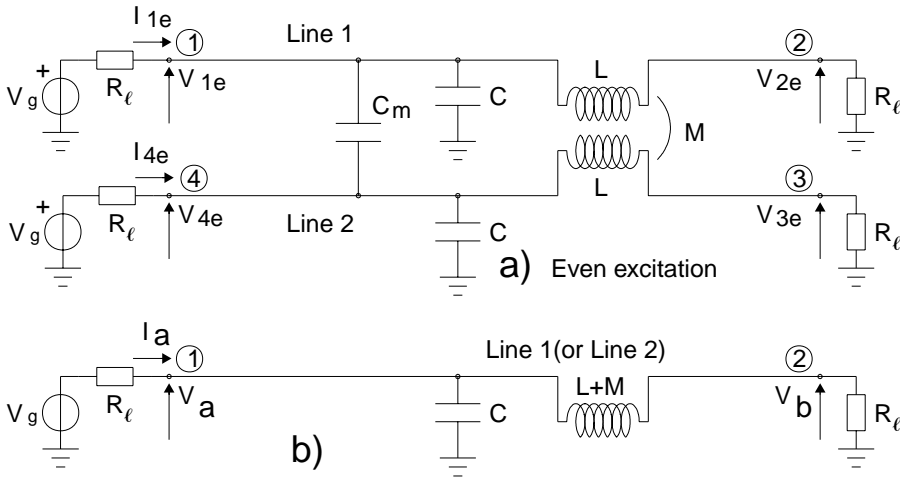 I 1e
1
Line 1
2
+
V g
R ℓ
V 1e
C m
C
L
M
V 2e
R ℓ
I 4e
4
L
3
+
V g
R ℓ
V 4e
Line 2
C
V 3e
R ℓ
a) Even excitation
I a
1
Line 1(or Line 2)
2
L+M
V g
R ℓ
V a
C
V b
R ℓ
b)